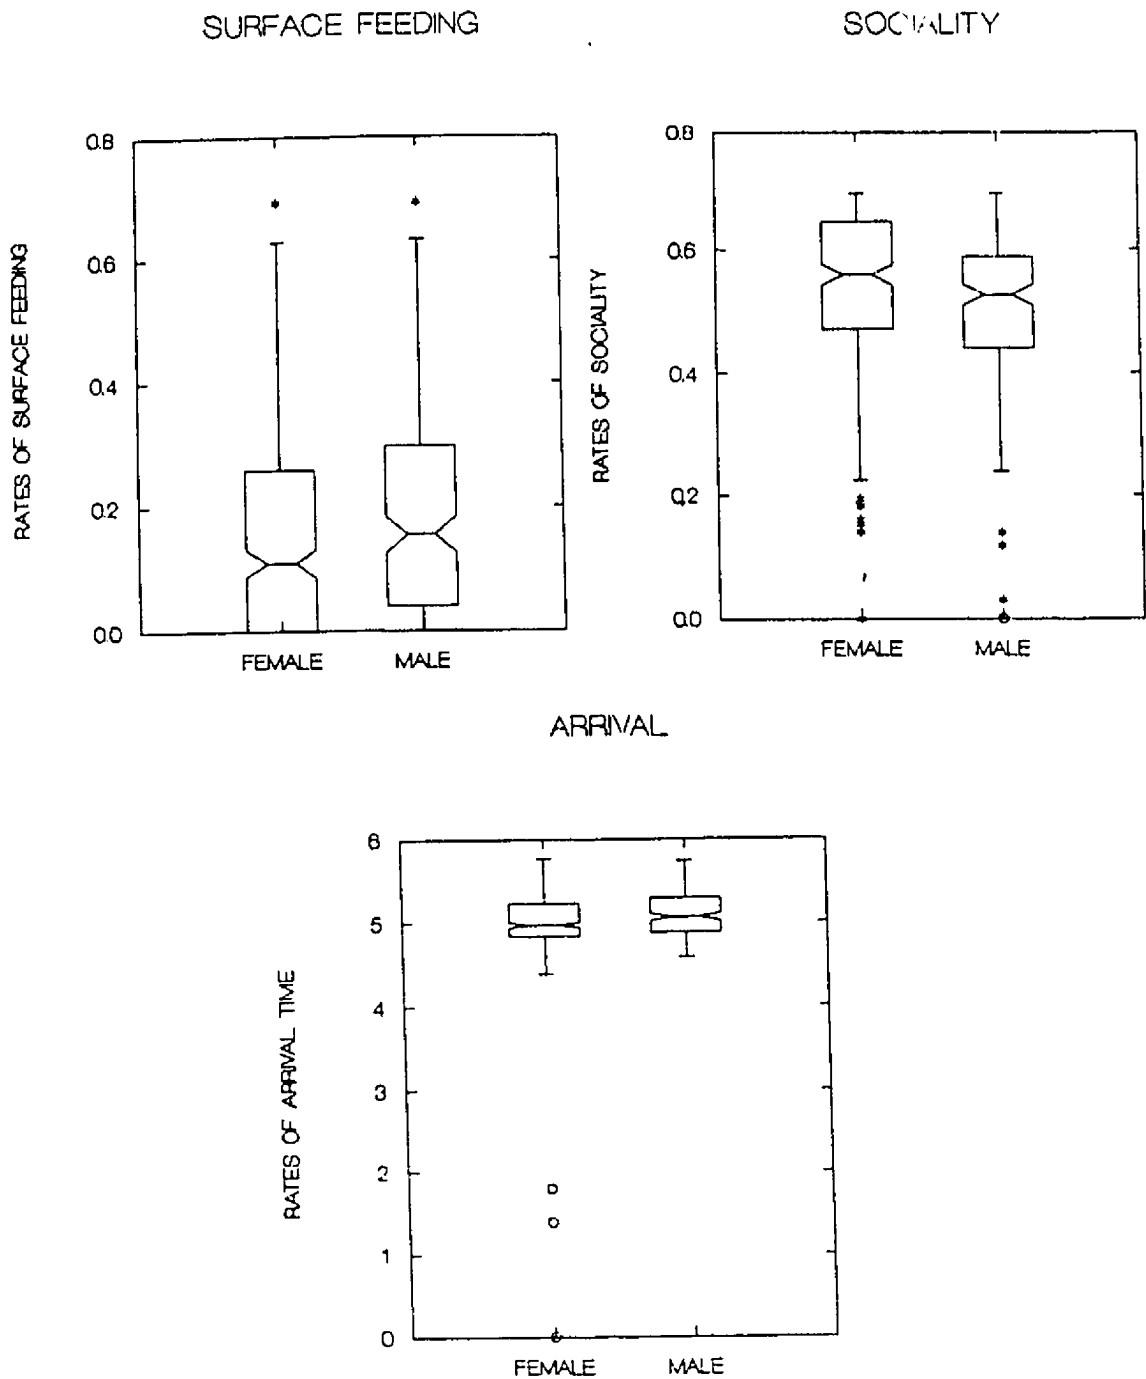 SURFACE FEEDING
SOCIALITY
RATES OF SURFACE FEEDING
0.8
0.6
0.4
0.2
0.0
FEMALE MALE
RATES OF SOCIALITY
0.8
0.6
0.4
0.2
0.0
FEMALE MALE
ARRIVAL
RATES OF ARRIVAL TIME
6
5
4
3
2
1
0
FEMALE MALE